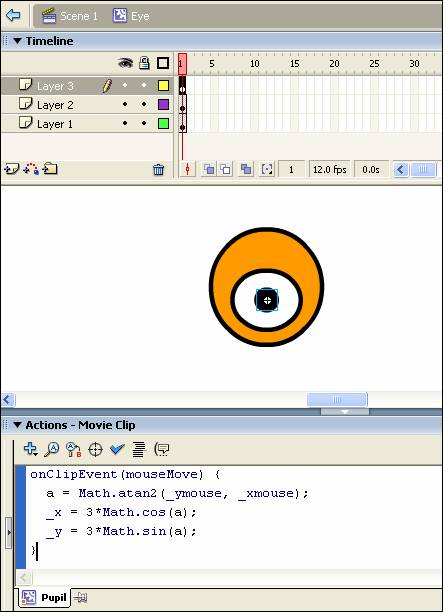 Scene 1 Eye
Timeline
1 5 10 15 20 25 30
Layer 3
Layer 2
Layer 1
1 12.0 fps 0.0s
Actions - Movie Clip
onClipEvent(mouseMove) {
a = Math.atan2(_ymouse, _xmouse);
_x = 3*Math.cos(a);
_y = 3*Math.sin(a);
}
Pupil